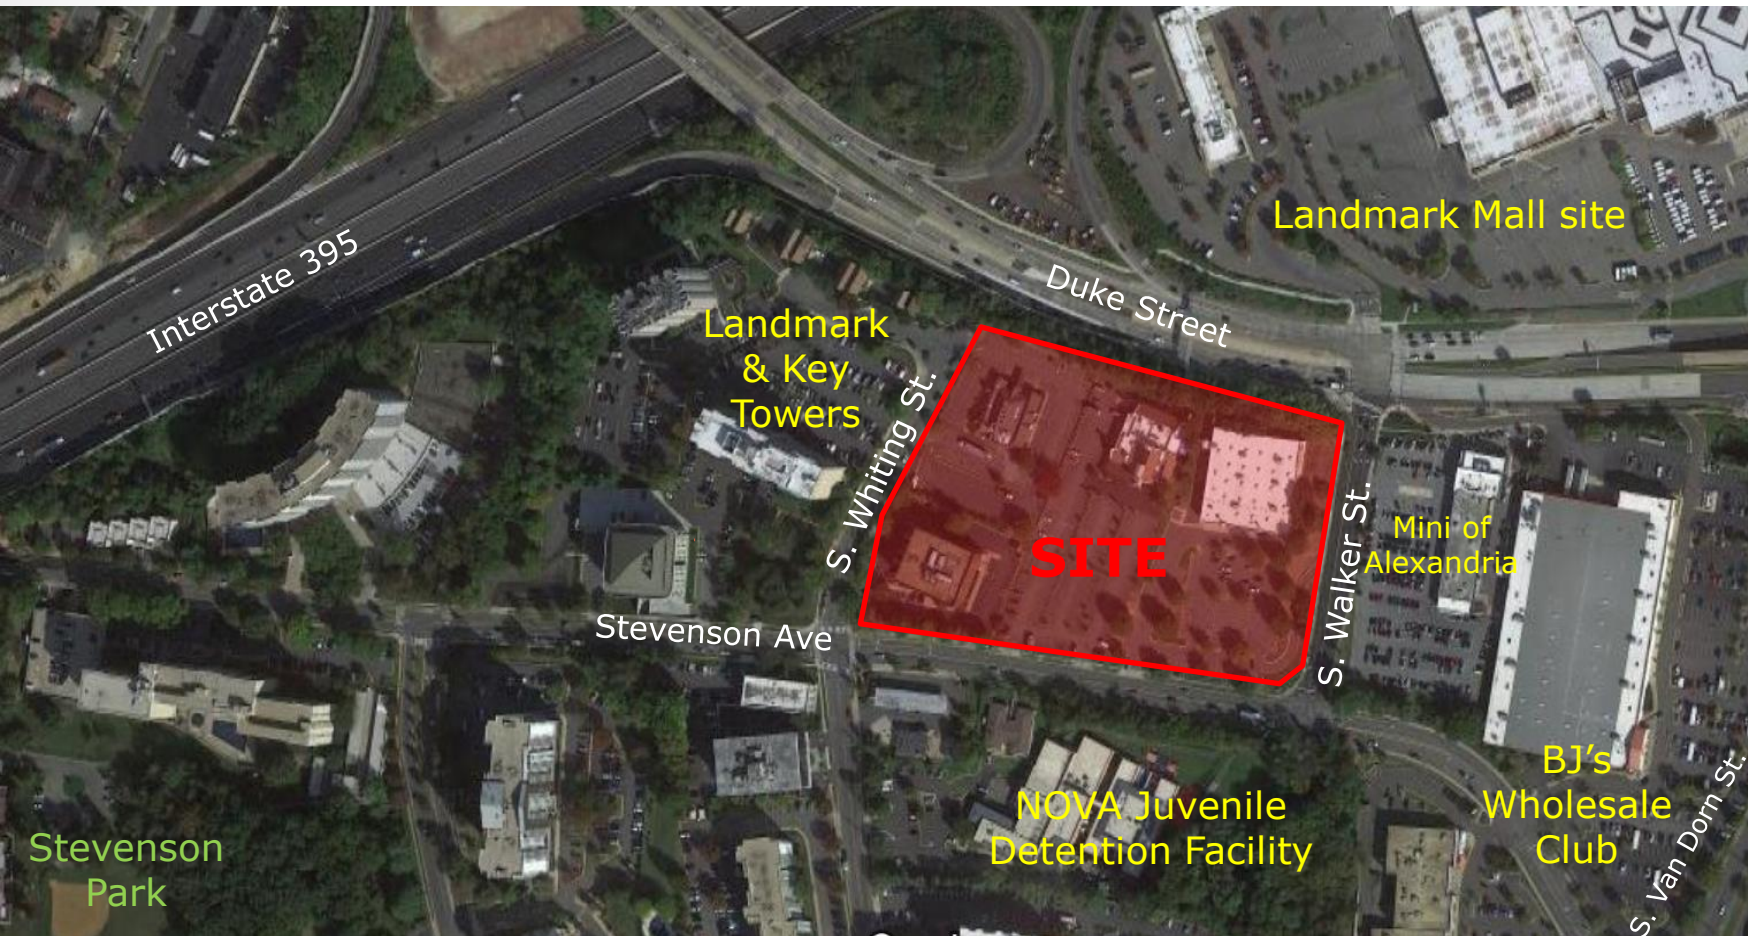 Landmark Mall site
Interstate 395
Duke Street
Landmark
& Key
Towers
S. Whiting St.
SITE
Mini of
Alexandria
S. Walker St.
Stevenson Ave
BJ’s
Wholesale
Club
NOVA Juvenile
Detention Facility
S. Van Dorn St.
Stevenson
Park